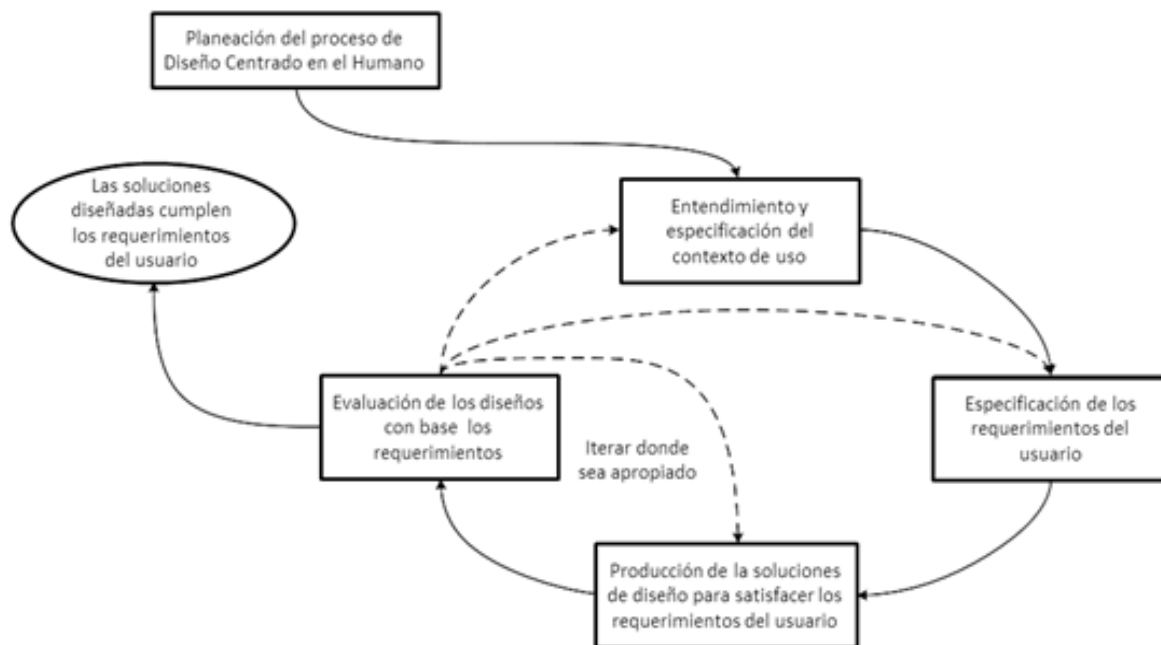 Planeación del proceso de
Diseño Centrado en el Humano
Las soluciones
diseñadas cumplen
los requerimientos
del usuario
Entendimiento y
especificación del
contexto de uso
Evaluación de los diseños
con base los
requerimientos
Iterar donde
sea apropiado
Especificación de los
requerimientos del
usuario
Producción de la soluciones
de diseño para satisfacer los
requerimientos del usuario